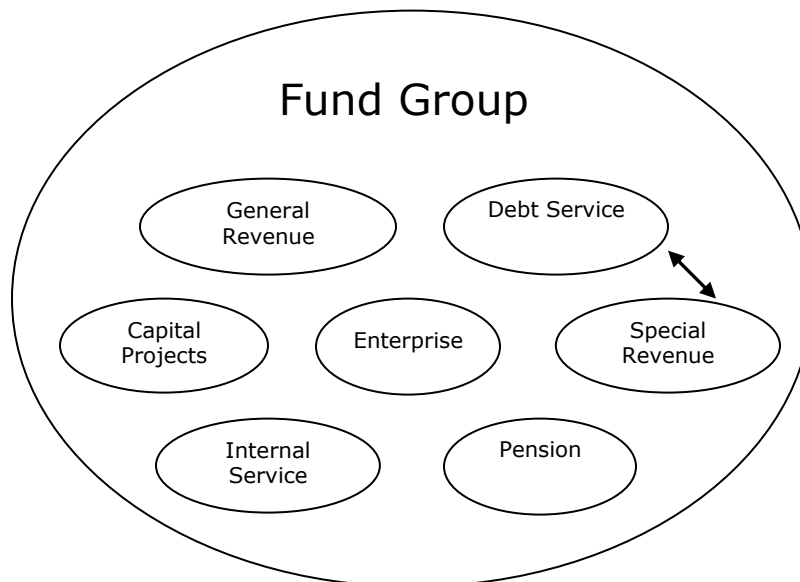 Fund Group
General
Revenue
Debt Service
Capital
Projects
Enterprise
Special
Revenue
Internal
Service
Pension